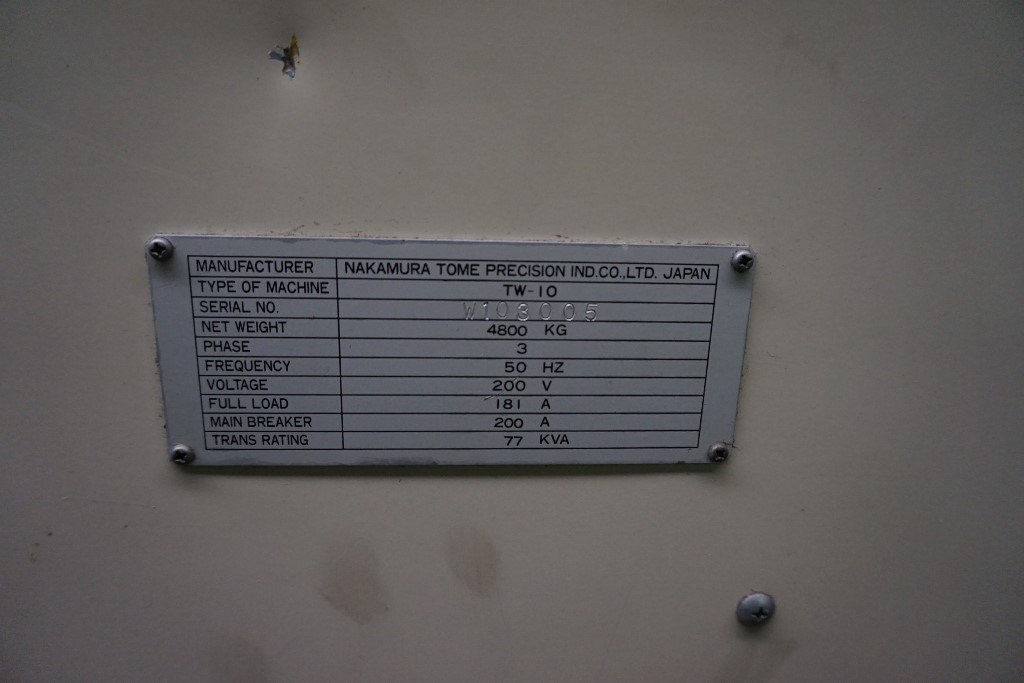 MANUFACTURER NAKAMURA TOME PRECISION IND.CO.,LTD. JAPAN
TYPE OF MACHINE TW-10
SERIAL NO. W103005
NET WEIGHT 4800 KG
PHASE 3
FREQUENCY 50 HZ
VOLTAGE 200 V
FULL LOAD 181 A
MAIN BREAKER 200 A
TRANS RATING 77 KVA